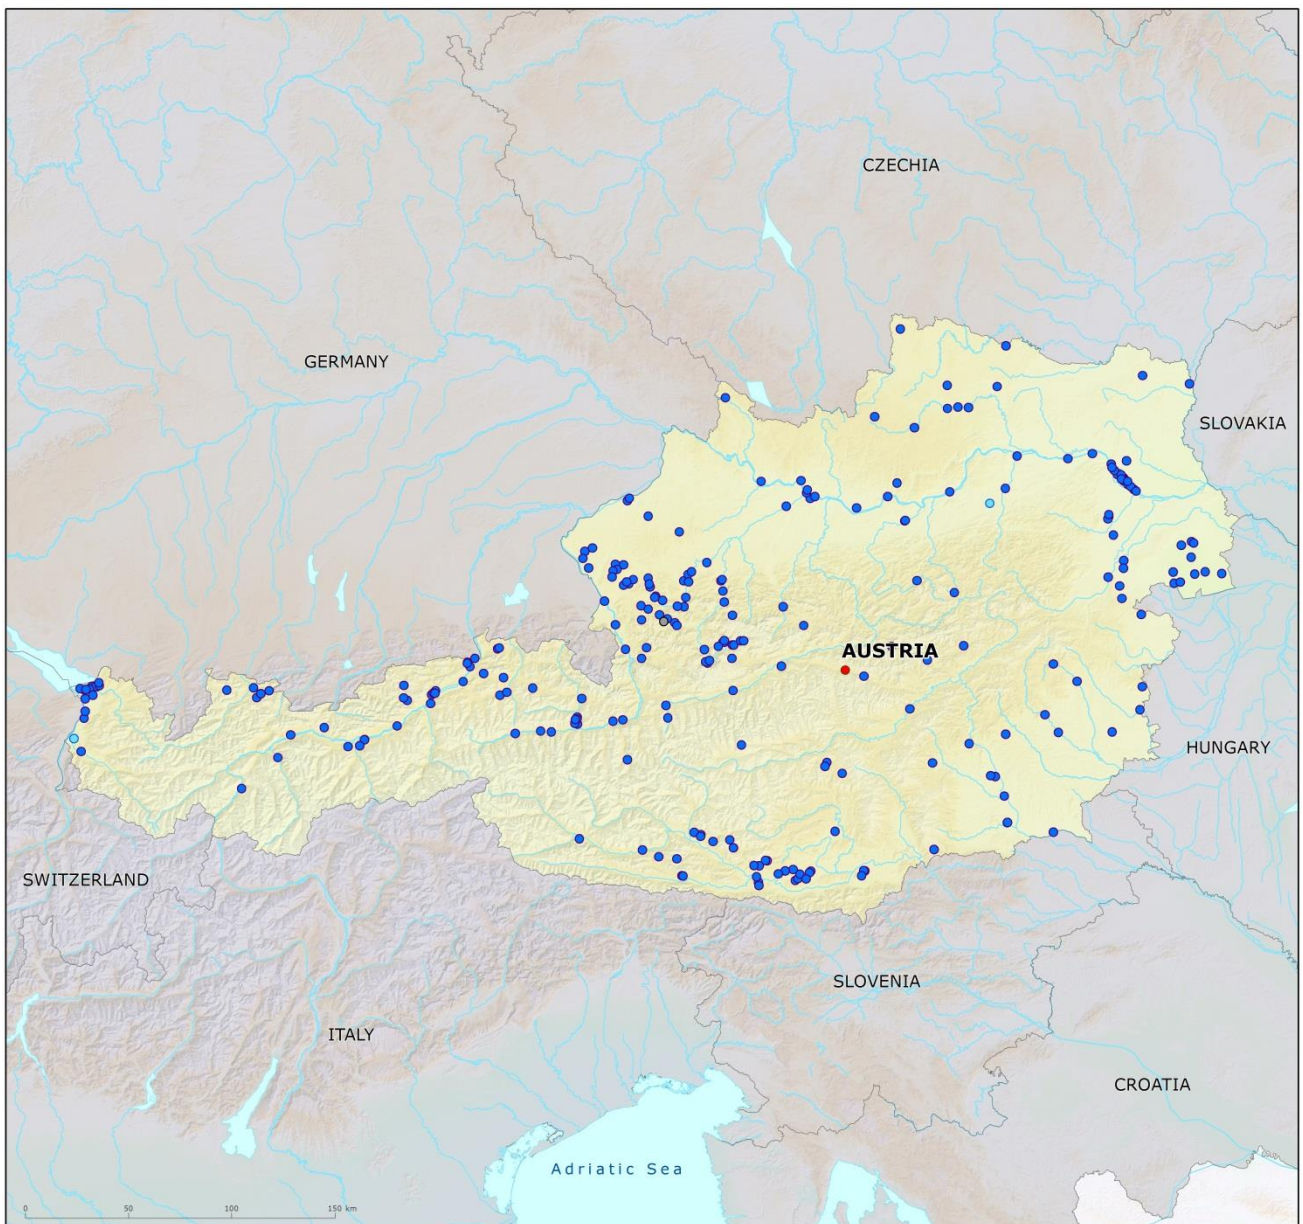 CZECHIA
GERMANY
SLOVAKIA
AUSTRIA
HUNGARY
SWITZERLAND
SLOVENIA
ITALY
CROATIA
Adriatic Sea
0 50 100 150 km